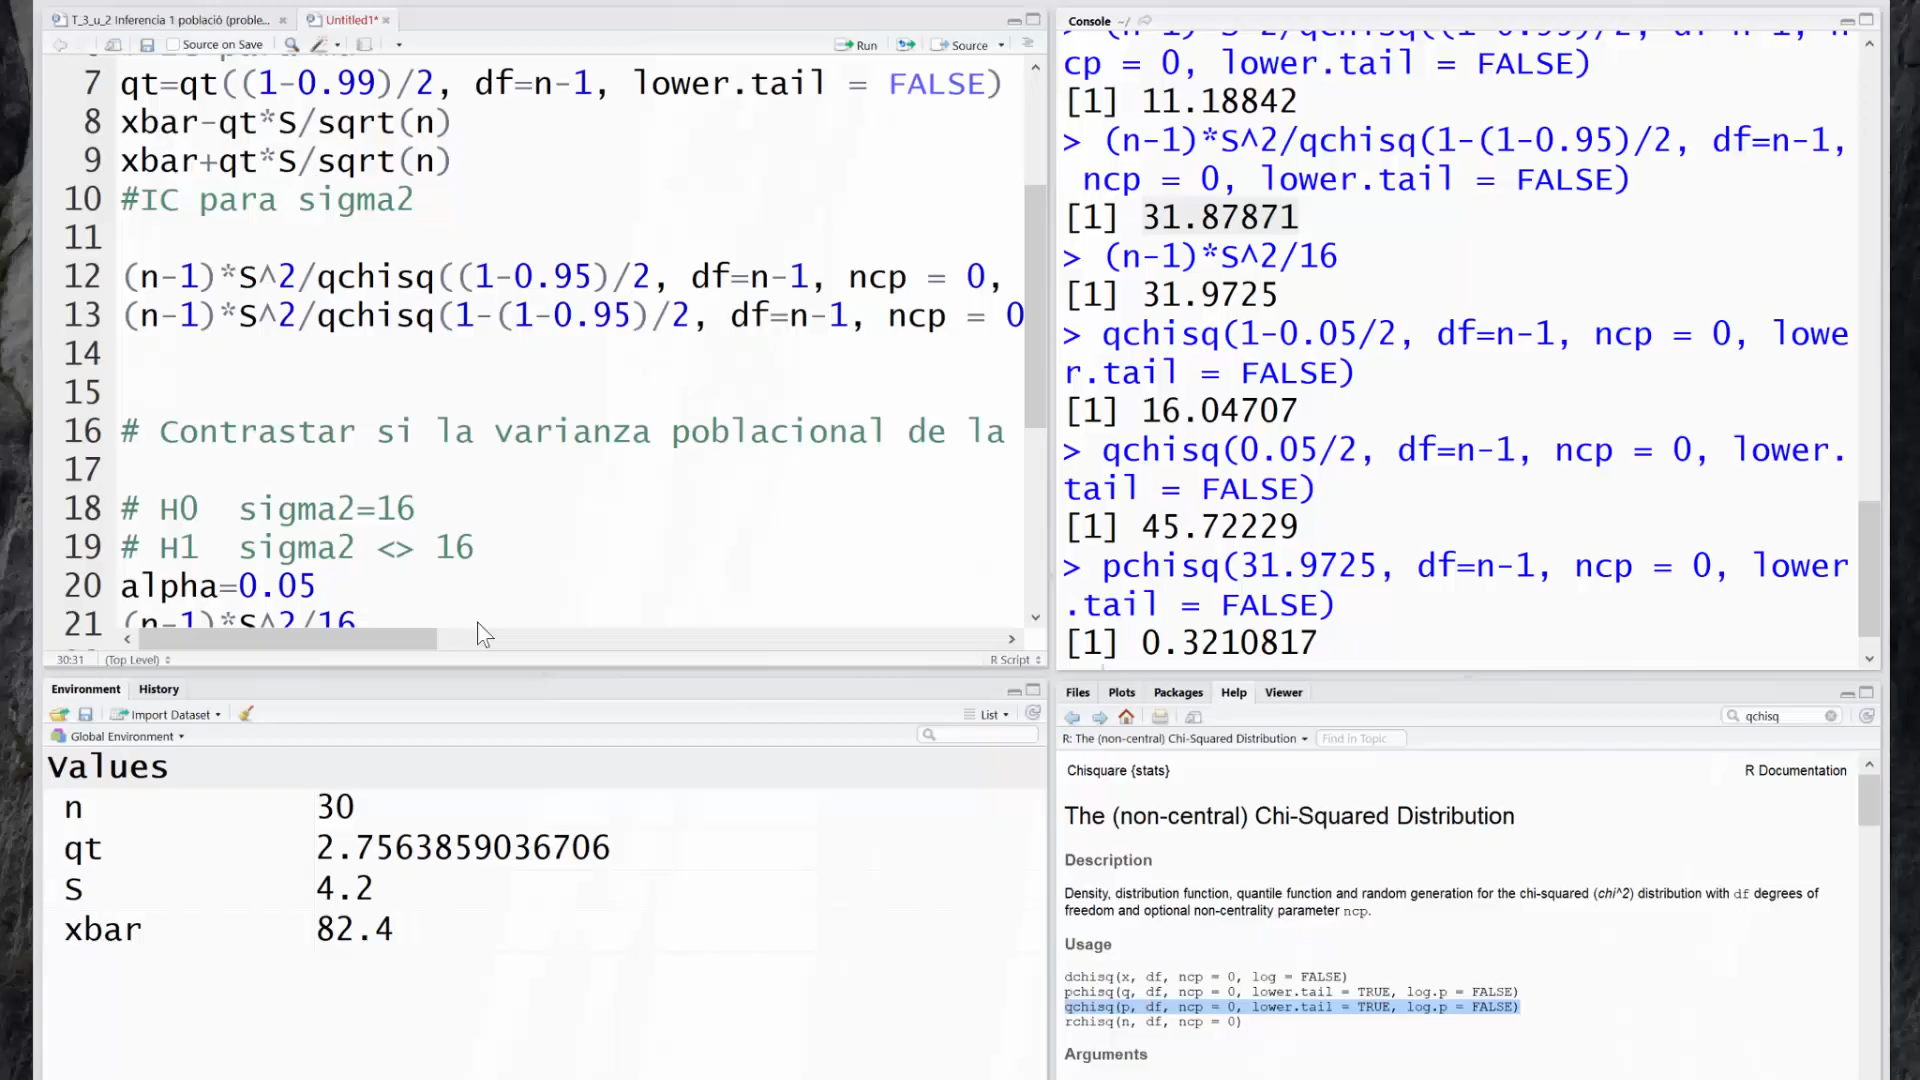 T_3_u_2 Inferencia 1 població (proble...
Untitled1*
Source on Save
Run
Source
7 qt=qt((1-0.99)/2, df=n-1, lower.tail = FALSE)
8 xbar-qt*S/sqrt(n)
9 xbar+qt*S/sqrt(n)
10 #IC para sigma2
11
12 (n-1)*S^2/qchisq((1-0.95)/2, df=n-1, ncp = 0,
13 (n-1)*S^2/qchisq(1-(1-0.95)/2, df=n-1, ncp = 0
14
15
16 # Contrastar si la varianza poblacional de la
17
18 # H0  sigma2=16
19 # H1  sigma2 <> 16
20 alpha=0.05
21 (n-1)*S^2/16
30:31 (Top Level) R Script
Console ~/
cp = 0, lower.tail = FALSE)
[1] 11.18842
> (n-1)*S^2/qchisq(1-(1-0.95)/2, df=n-1,
ncp = 0, lower.tail = FALSE)
[1] 31.87871
> (n-1)*S^2/16
[1] 31.9725
> qchisq(1-0.05/2, df=n-1, ncp = 0, lowe
r.tail = FALSE)
[1] 16.04707
> qchisq(0.05/2, df=n-1, ncp = 0, lower.
tail = FALSE)
[1] 45.72229
> pchisq(31.9725, df=n-1, ncp = 0, lower
.tail = FALSE)
[1] 0.3210817
Environment History
Import Dataset
List
Global Environment
Values
n 30
qt 2.7563859036706
S 4.2
xbar 82.4
Files Plots Packages Help Viewer
qchisq
R: The (non-central) Chi-Squared Distribution
Find in Topic
Chisquare {stats}
R Documentation
The (non-central) Chi-Squared Distribution
Description
Density, distribution function, quantile function and random generation for the chi-squared (chi^2) distribution with df degrees of
freedom and optional non-centrality parameter ncp.
Usage
dchisq(x, df, ncp = 0, log = FALSE)
pchisq(q, df, ncp = 0, lower.tail = TRUE, log.p = FALSE)
qchisq(p, df, ncp = 0, lower.tail = TRUE, log.p = FALSE)
rchisq(n, df, ncp = 0)
Arguments